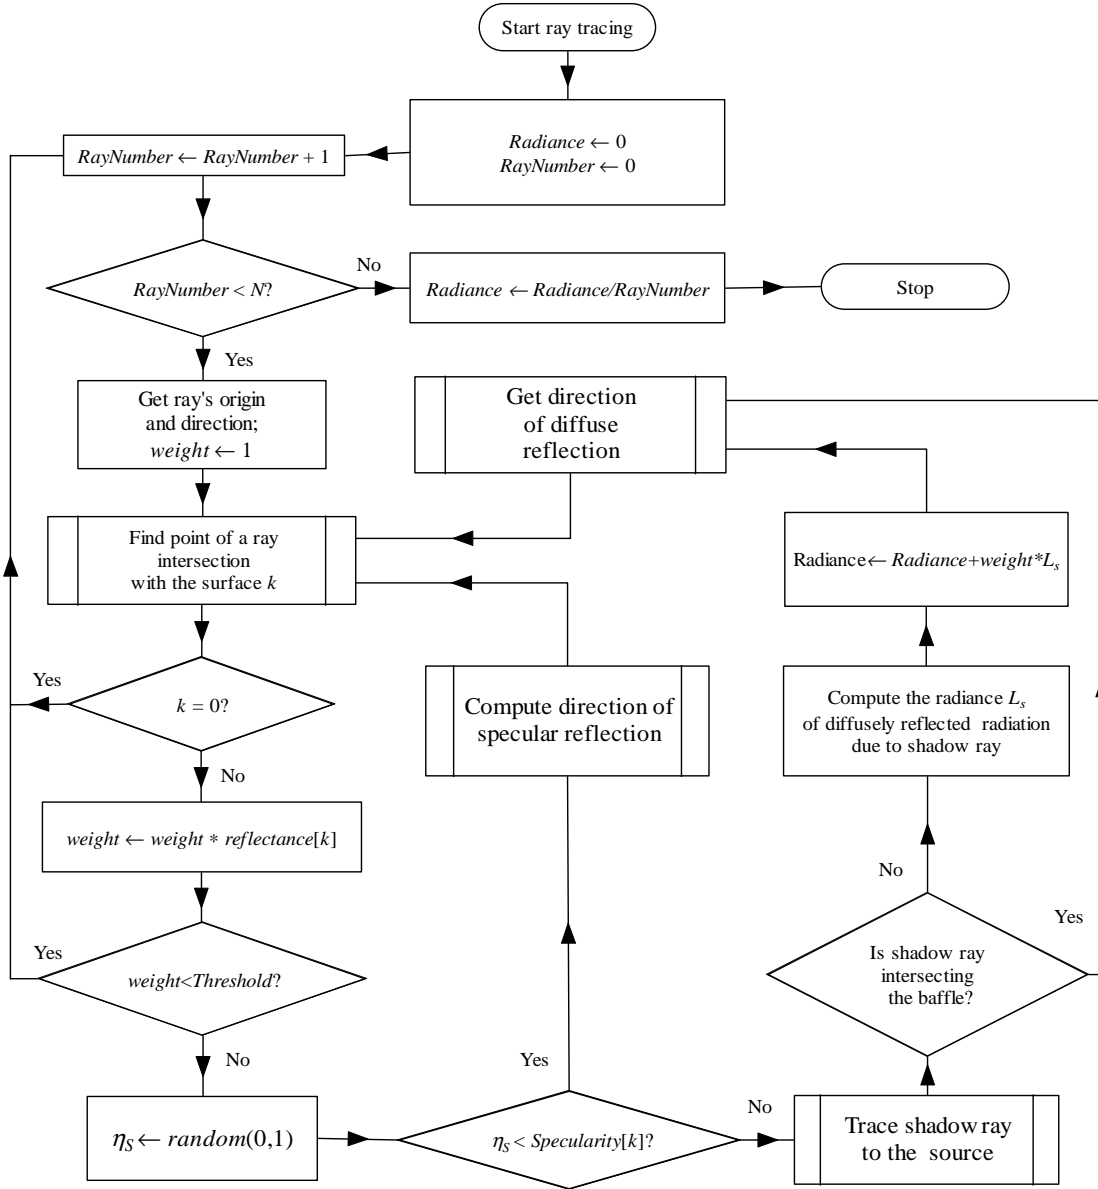 Start ray tracing
Radiance ← 0
RayNumber ← 0
RayNumber ← RayNumber + 1
RayNumber < N?
No
Radiance ← Radiance/RayNumber
Stop
Yes
Get ray's origin
and direction;
weight ← 1
Get direction
of diffuse
reflection
Find point of a ray
intersection
with the surface k
Radiance← Radiance+weight*Ls
Yes
k = 0?
No
Compute direction of
specular reflection
Compute the radiance Ls
of diffusely reflected radiation
due to shadow ray
weight ← weight * reflectance[k]
No
Yes
Yes
weight<Threshold?
Is shadow ray
intersecting
the baffle?
No
Yes
ηS ← random(0,1)
ηS < Specularity[k]?
No
Trace shadow ray
to the source